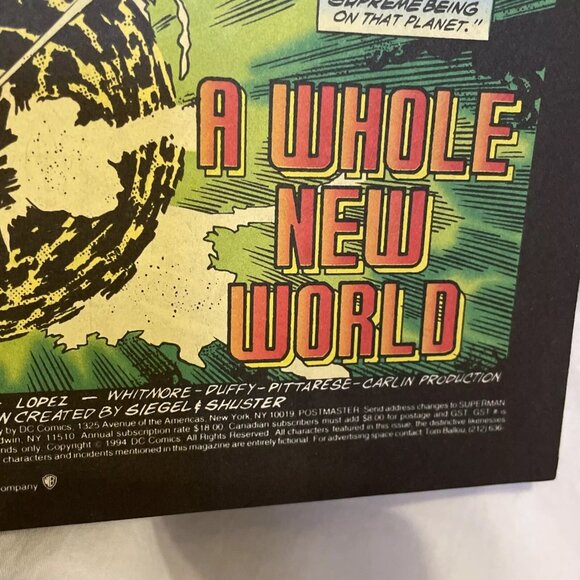 SUPREME BEING
ON THAT PLANET."
A WHOLE
NEW
WORLD
LOPEZ — WHITMORE-DUFFY-PITTARESE-CARLIN PRODUCTION
N CREATED BY SIEGEL & SHUSTER
by DC Comics, 1325 Avenue of the Americas, New York, NY 10019. POSTMASTER: Send address changes to SUPERMAN
dwin, NY 11510. Annual subscription rate $18.00. Canadian subscribers must add $8.00 for postage and GST. GST # is
nds only. Copyright © 1994 DC Comics. All Rights Reserved. All characters featured in this issue, the distinctive likenesses
characters and incidents mentioned in this magazine are entirely fictional. For advertising space contact: Tom Ballou, (212) 636-
ompany WB